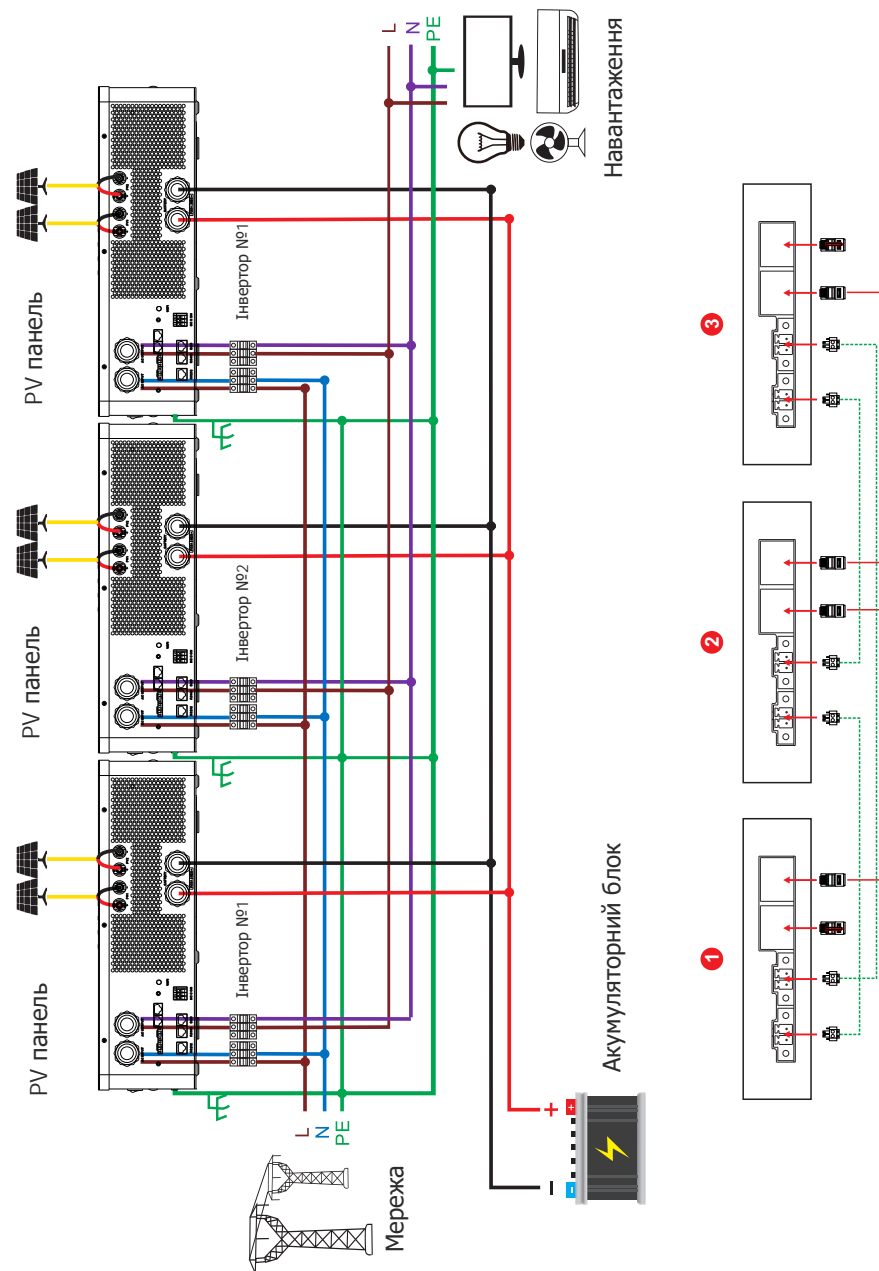 PV панель
PV панель
PV панель
Інвертор №1
Інвертор №2
Інвертор №1
L
N
PE
L
N
PE
Мережа
Навантаження
+
−
+
-
Акумуляторний блок
1
2
3